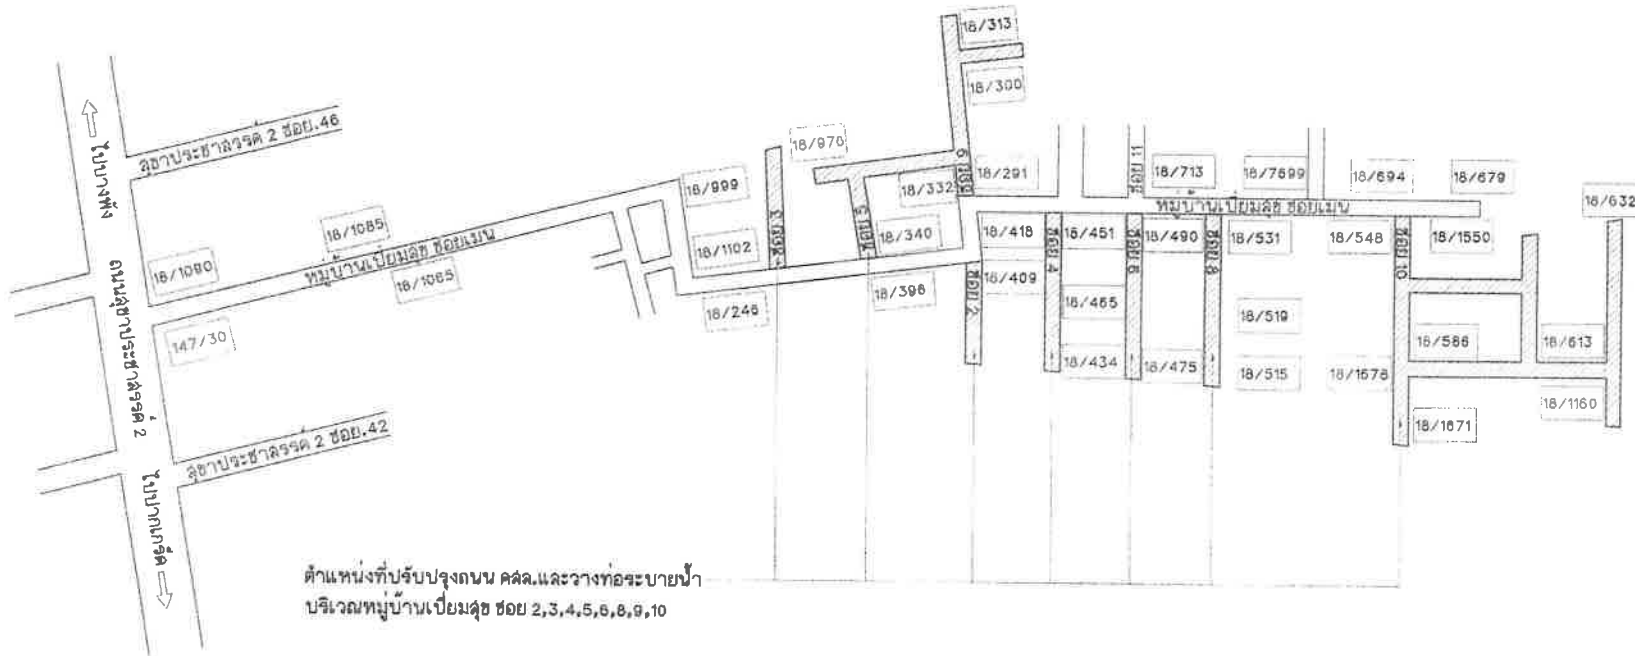 18/313
18/300
สุขาประชาสรรค์ 2 ซอย.46
ไปบางพัง
18/970
18/999
18/332
ซอย 9
18/291
ซอย 11
18/713
18/7699
18/694
18/679
18/632
หมู่บ้านเปี่ยมสุข ซอยเมน
18/1085
18/1090
หมู่บ้านเปี่ยมสุข ซอยเมน
18/1065
18/1102
ซอย 3
ซอย 5
18/340
18/418
ซอย 4
18/451
ซอย 6
18/490
ซอย 8
18/531
18/548
ซอย 10
18/1550
18/246
18/396
ซอย 2
18/409
18/465
18/519
147/30
ถนนสุขาประชาสรรค์ 2
18/434
18/475
18/515
18/1676
18/586
18/613
18/1160
18/1671
สุขาประชาสรรค์ 2 ซอย.42
ไปปากเกร็ด
ตำแหน่งที่ปรับปรุงถนน คสล.และวางท่อระบายน้ำ
บริเวณหมู่บ้านเปี่ยมสุข ซอย 2,3,4,5,6,8,9,10